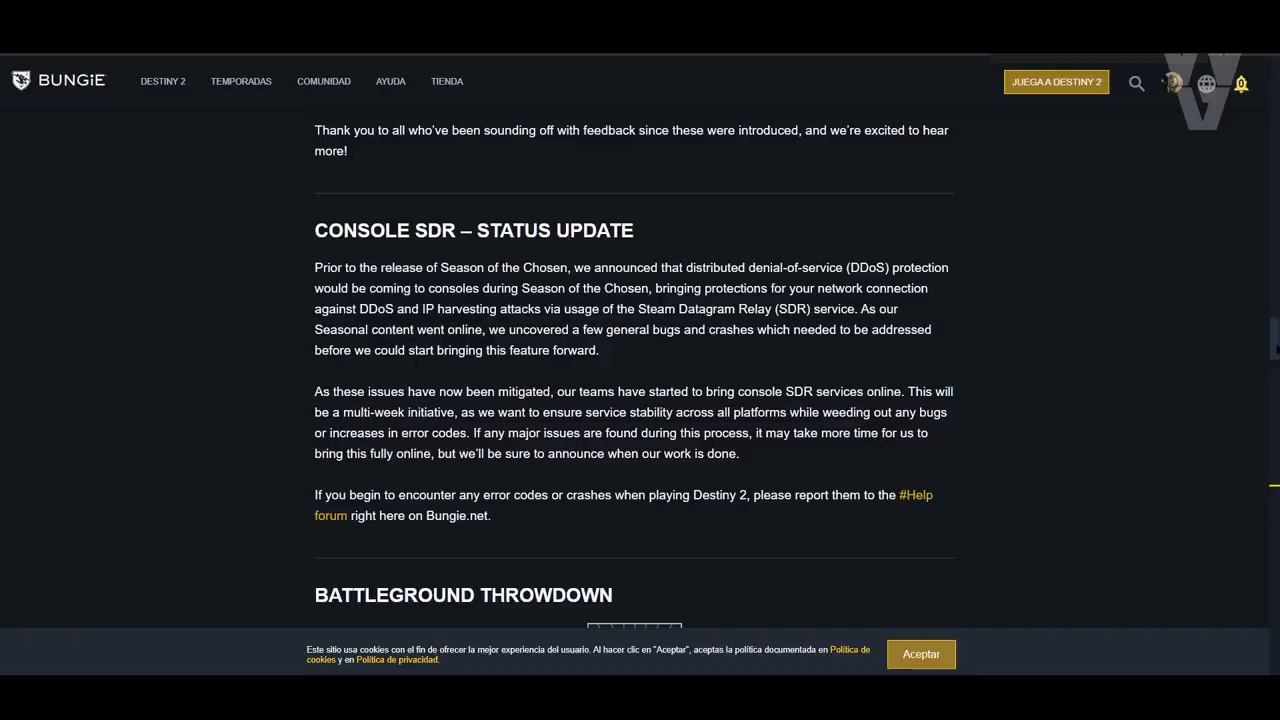 BUNGiE DESTINY 2 TEMPORADAS COMUNIDAD AYUDA TIENDA JUEGA A DESTINY 2 0
Thank you to all who've been sounding off with feedback since these were introduced, and we're excited to hear
more!
CONSOLE SDR – STATUS UPDATE
Prior to the release of Season of the Chosen, we announced that distributed denial-of-service (DDoS) protection
would be coming to consoles during Season of the Chosen, bringing protections for your network connection
against DDoS and IP harvesting attacks via usage of the Steam Datagram Relay (SDR) service. As our
Seasonal content went online, we uncovered a few general bugs and crashes which needed to be addressed
before we could start bringing this feature forward.
As these issues have now been mitigated, our teams have started to bring console SDR services online. This will
be a multi-week initiative, as we want to ensure service stability across all platforms while weeding out any bugs
or increases in error codes. If any major issues are found during this process, it may take more time for us to
bring this fully online, but we'll be sure to announce when our work is done.
If you begin to encounter any error codes or crashes when playing Destiny 2, please report them to the #Help
forum right here on Bungie.net.
BATTLEGROUND THROWDOWN
Este sitio usa cookies con el fin de ofrecer la mejor experiencia del usuario. Al hacer clic en "Aceptar", aceptas la política documentada en Política de
cookies y en Política de privacidad.
Aceptar